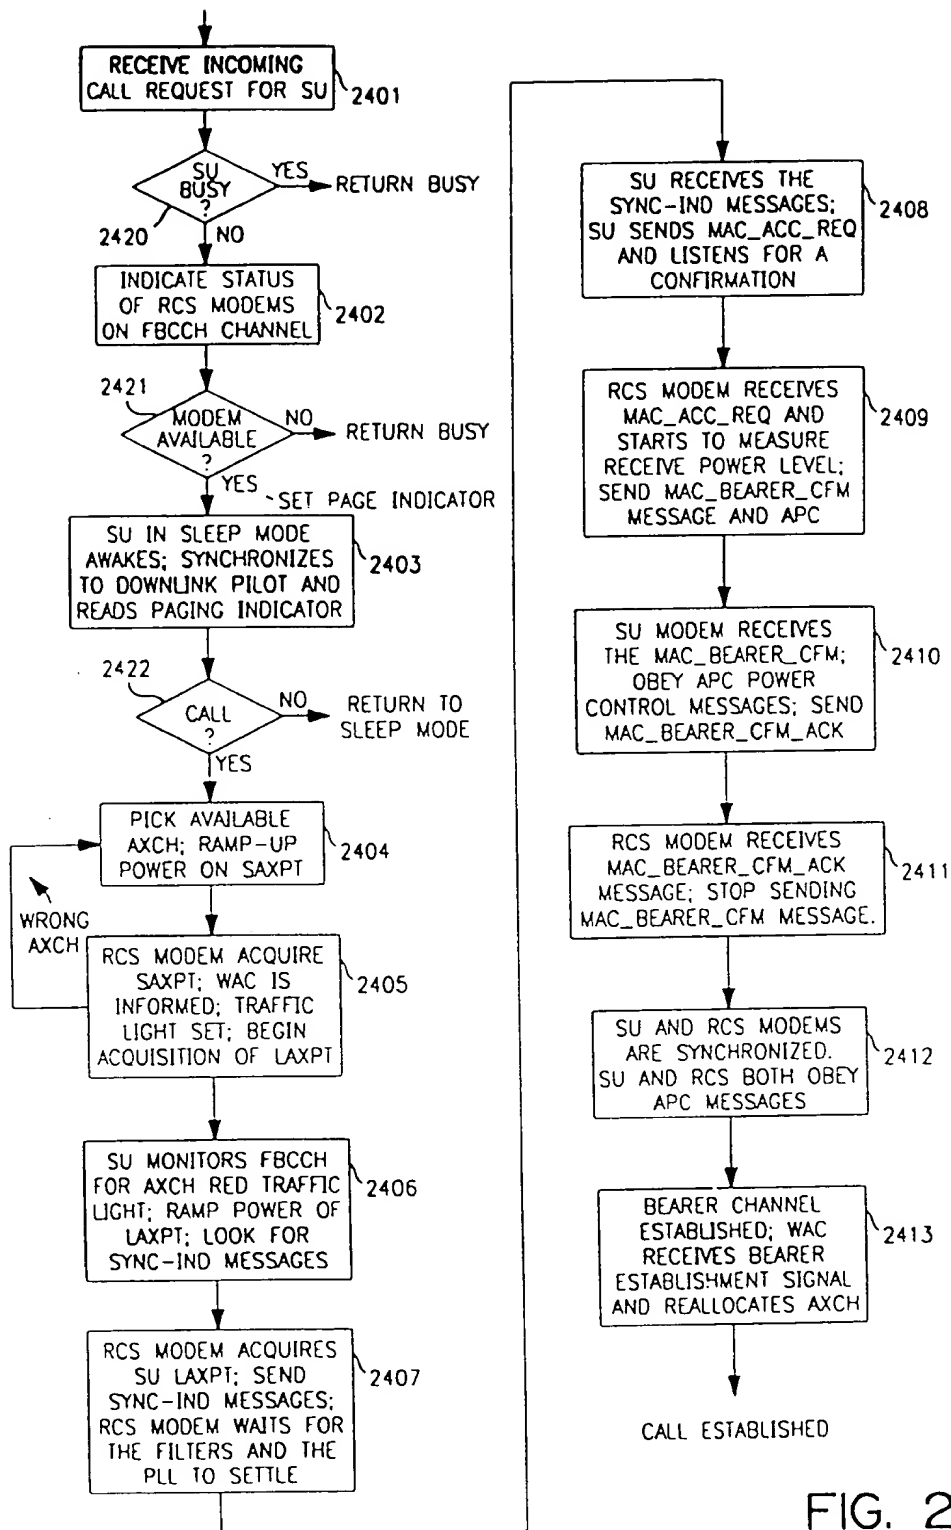 RECEIVE INCOMING
CALL REQUEST FOR SU
2401
SU
BUSY
?
YES
RETURN BUSY
2420
NO
INDICATE STATUS
OF RCS MODEMS
ON FBCCH CHANNEL
2402
2421
MODEM
AVAILABLE
?
NO
RETURN BUSY
YES
SET PAGE INDICATOR
SU IN SLEEP MODE
AWAKES; SYNCHRONIZES
TO DOWLINK PILOT AND
READS PAGING INDICATOR
2403
2422
CALL
?
NO
RETURN TO
SLEEP MODE
YES
PICK AVAILABLE
AXCH; RAMP-UP
POWER ON SAXPT
2404
WRONG
AXCH
RCS MODEM ACQUIRE
SAXPT; WAC IS
INFORMED; TRAFFIC
LIGHT SET; BEGIN
ACQUISITION OF LAXPT
2405
SU MONITORS FBCCH
FOR AXCH RED TRAFFIC
LIGHT; RAMP POWER OF
LAXPT; LOOK FOR
SYNC-IND MESSAGES
2406
RCS MODEM ACQUIRES
SU LAXPT; SEND
SYNC-IND MESSAGES;
RCS MODEM WAITS FOR
THE FILTERS AND THE
PLL TO SETTLE
2407
SU RECEIVES THE
SYNC-IND MESSAGES;
SU SENDS MAC_ACC_REQ
AND LISTENS FOR A
CONFIRMATION
2408
RCS MODEM RECEIVES
MAC_ACC_REQ AND
STARTS TO MEASURE
RECEIVE POWER LEVEL;
SEND MAC_BEARER_CFM
MESSAGE AND APC
2409
SU MODEM RECEIVES
THE MAC_BEARER_CFM;
OBEY APC POWER
CONTROL MESSAGES; SEND
MAC_BEARER_CFM_ACK
2410
RCS MODEM RECEIVES
MAC_BEARER_CFM_ACK
MESSAGE; STOP SENDING
MAC_BEARER_CFM MESSAGE.
2411
SU AND RCS MODEMS
ARE SYNCHRONIZED.
SU AND RCS BOTH OBEY
APC MESSAGES
2412
BEARER CHANNEL
ESTABLISHED; WAC
RECEIVES BEARER
ESTABLISHMENT SIGNAL
AND REALLOCATES AXCH
2413
CALL ESTABLISHED
FIG. 2